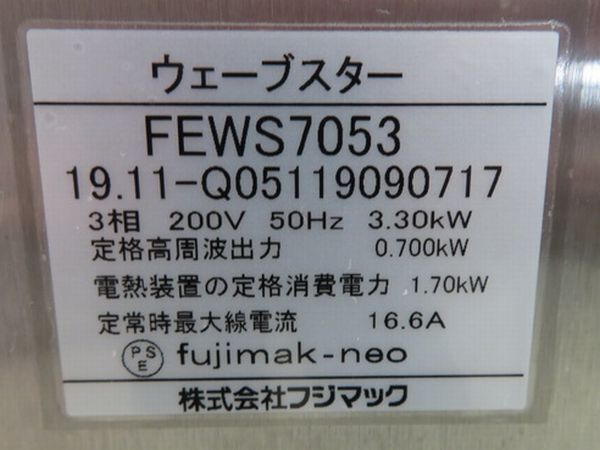 ウェーブスター
FEWS7053
19.11-Q05119090717
3相 200V 50Hz 3.30kW
定格高周波出力 0.700kW
電熱装置の定格消費電力 1.70kW
定常時最大線電流 16.6A
PSE fujimak-neo
株式会社フジマック